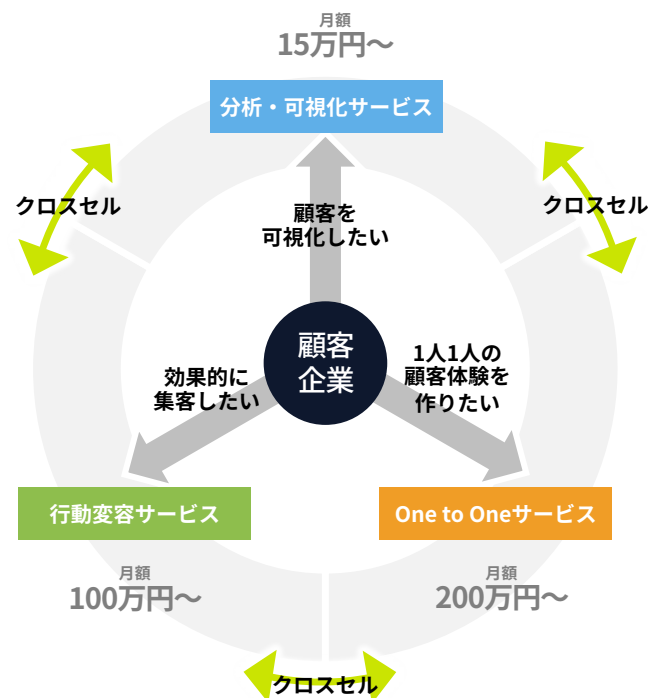 月額
15万円〜
分析・可視化サービス
クロスセル
クロスセル
顧客を
可視化したい
顧客
企業
効果的に
集客したい
1人1人の
顧客体験を
作りたい
行動変容サービス
One to Oneサービス
月額
100万円〜
月額
200万円〜
クロスセル